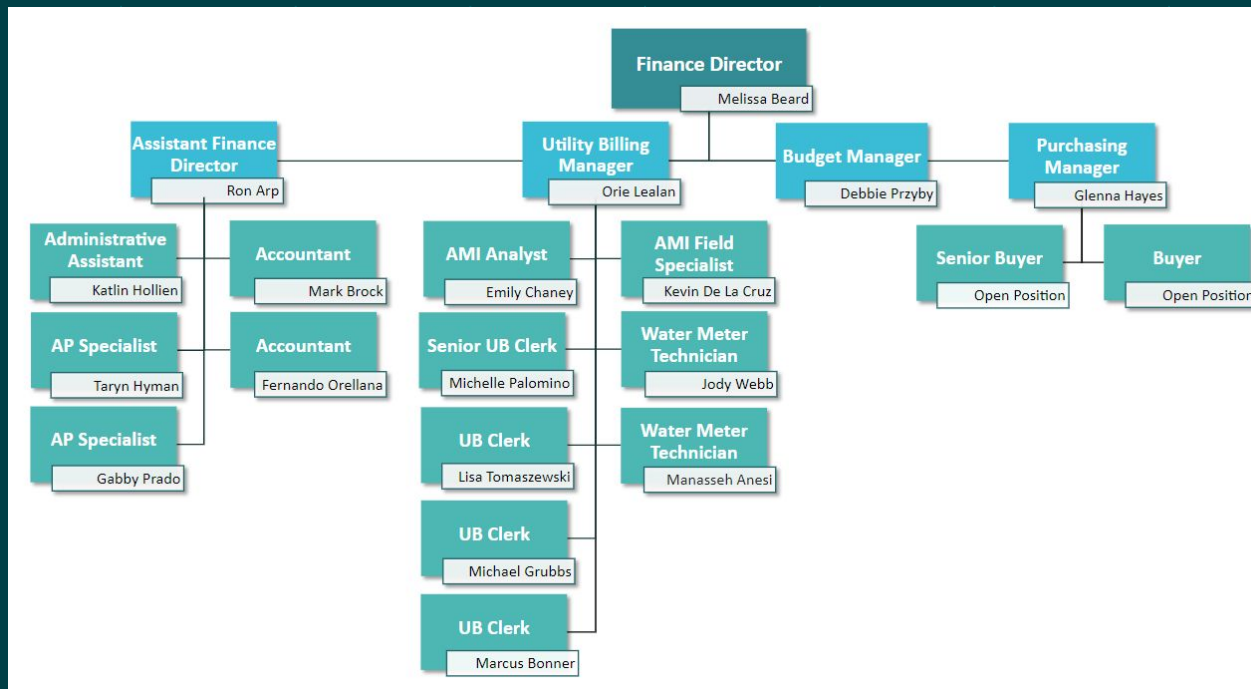 Finance Director
Melissa Beard
Assistant Finance
Director
Ron Arp
Utility Billing
Manager
Orie Lealan
Budget Manager
Debbie Przyby
Purchasing
Manager
Glenna Hayes
Administrative
Assistant
Katlin Hollien
Accountant
Mark Brock
AMI Analyst
Emily Chaney
AMI Field
Specialist
Kevin De La Cruz
Senior Buyer
Open Position
Buyer
Open Position
AP Specialist
Taryn Hyman
Accountant
Fernando Orellana
Senior UB Clerk
Michelle Palomino
Water Meter
Technician
Jody Webb
AP Specialist
Gabby Prado
UB Clerk
Lisa Tomaszewski
Water Meter
Technician
Manasseh Anesi
UB Clerk
Michael Grubbs
UB Clerk
Marcus Bonner